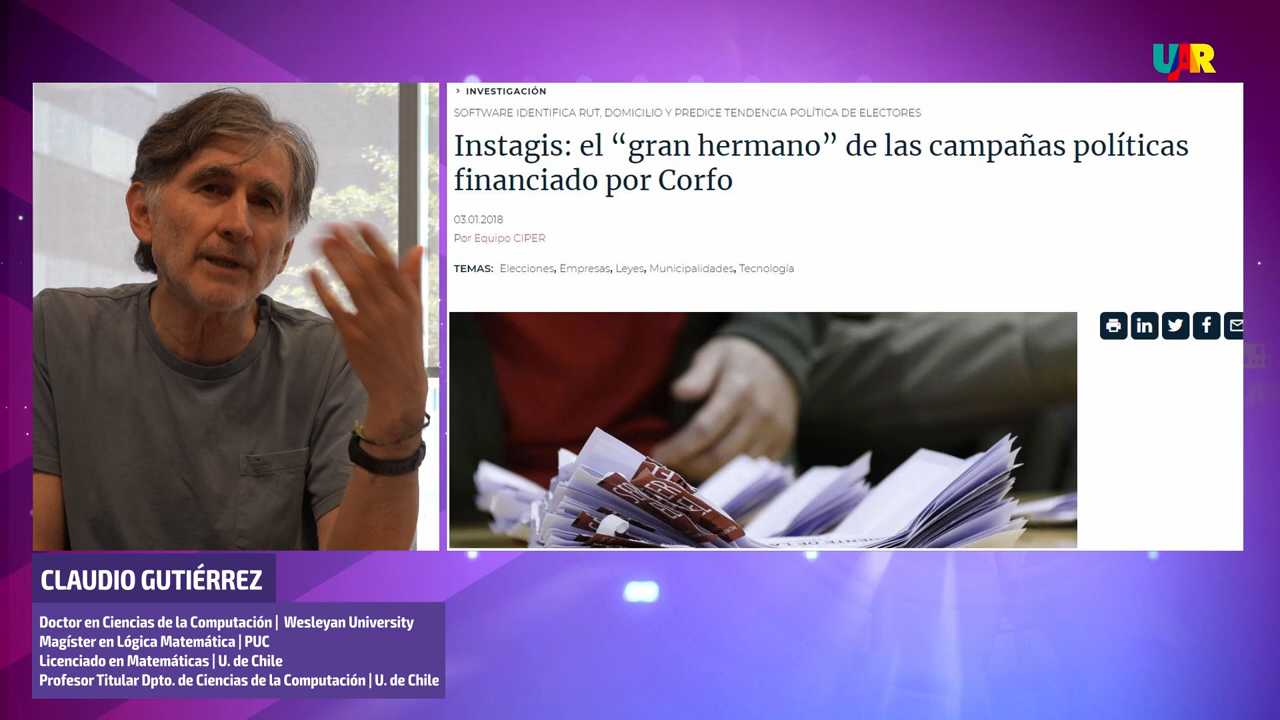 UAR
INVESTIGACIÓN
SOFTWARE IDENTIFICA RUT, DOMICILIO Y PREDICE TENDENCIA POLÍTICA DE ELECTORES
Instagis: el “gran hermano” de las campañas políticas
financiado por Corfo
03.01.2018
Por Equipo CIPER
TEMAS: Elecciones, Empresas, Leyes, Municipalidades, Tecnología
CLAUDIO GUTIÉRREZ
Doctor en Ciencias de la Computación | Wesleyan University
Magíster en Lógica Matemática | PUC
Licenciado en Matemáticas | U. de Chile
Profesor Titular Dpto. de Ciencias de la Computación | U. de Chile